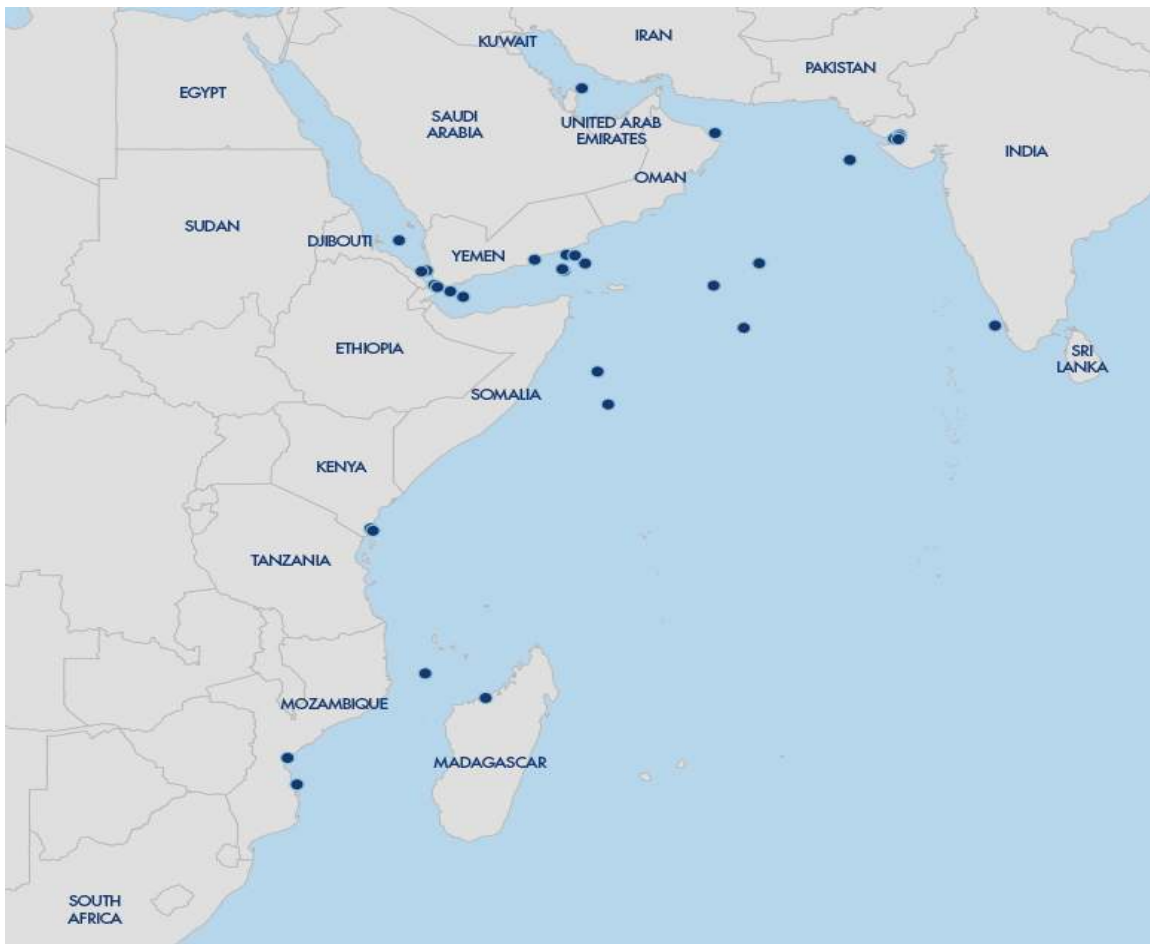 IRAN
KUWAIT
PAKISTAN
EGYPT
SAUDI
ARABIA
UNITED ARAB
EMIRATES
INDIA
OMAN
SUDAN
DJIBOUTI
YEMEN
ETHIOPIA
SRI
LANKA
SOMALIA
KENYA
TANZANIA
MOZAMBIQUE
MADAGASCAR
SOUTH
AFRICA